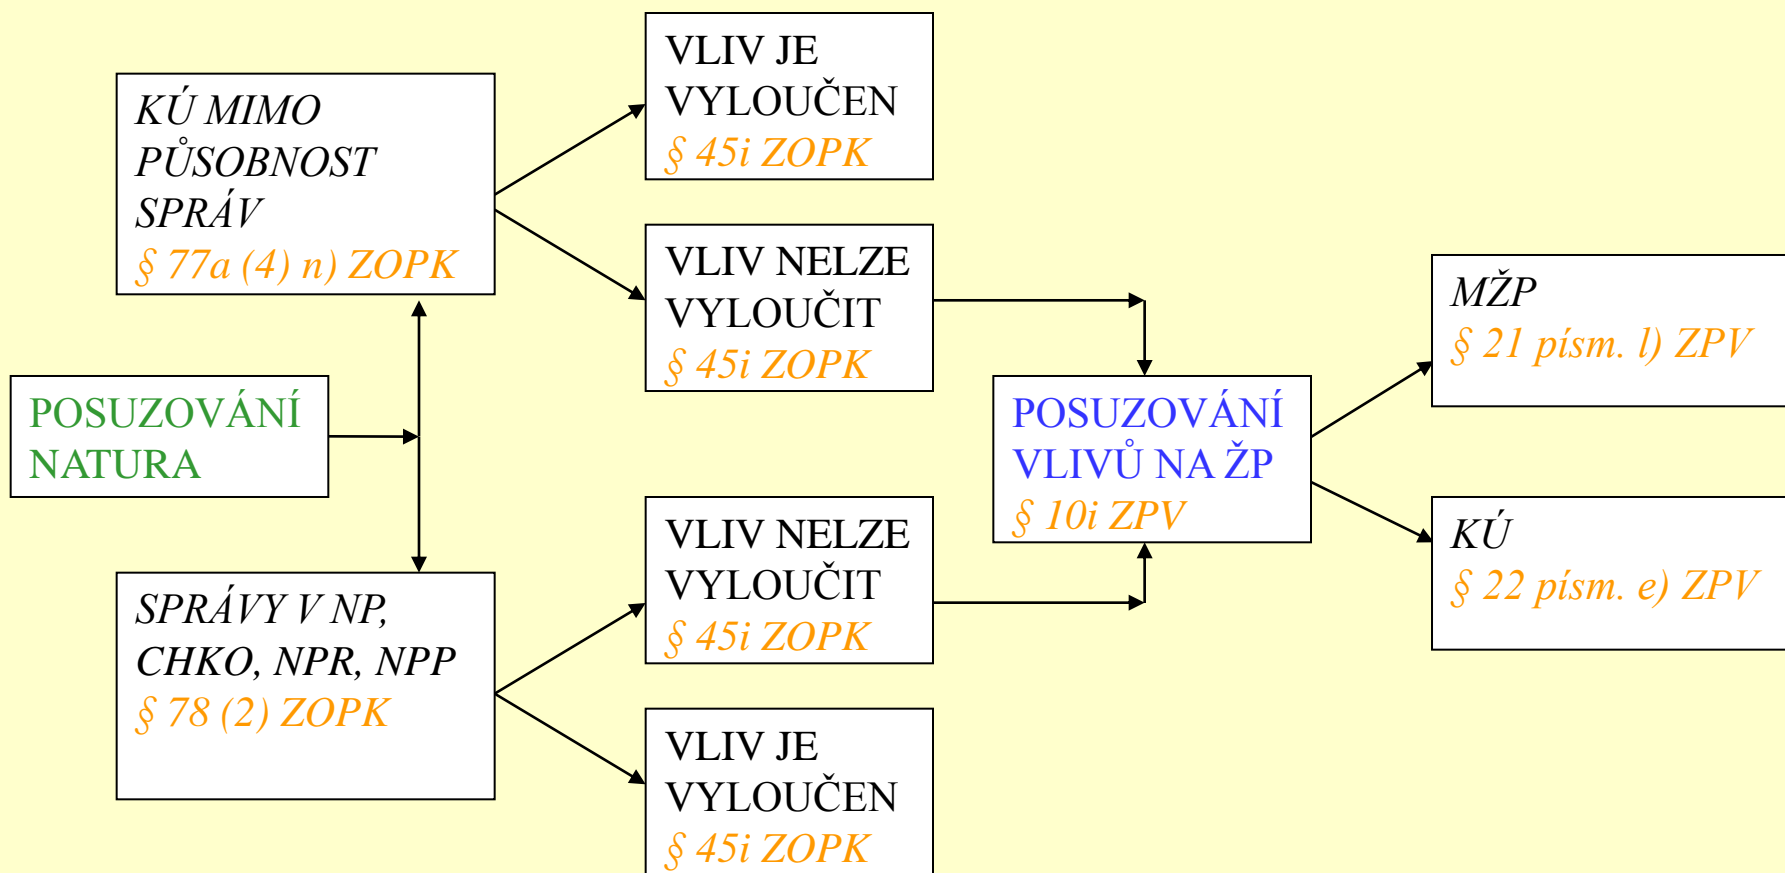 KÚ MIMO
PŮSOBNOST
SPRÁV
§ 77a (4) n) ZOPK
POSUZOVÁNÍ
NATURA
SPRÁVY V NP,
CHKO, NPR, NPP
§ 78 (2) ZOPK
VLIV JE
VYLOUČEN
§ 45i ZOPK
VLIV NELZE
VYLOUČIT
§ 45i ZOPK
VLIV NELZE
VYLOUČIT
§ 45i ZOPK
VLIV JE
VYLOUČEN
§ 45i ZOPK
POSUZOVÁNÍ
VLIVŮ NA ŽP
§ 10i ZPV
MŽP
§ 21 písm. l) ZPV
KÚ
§ 22 písm. e) ZPV